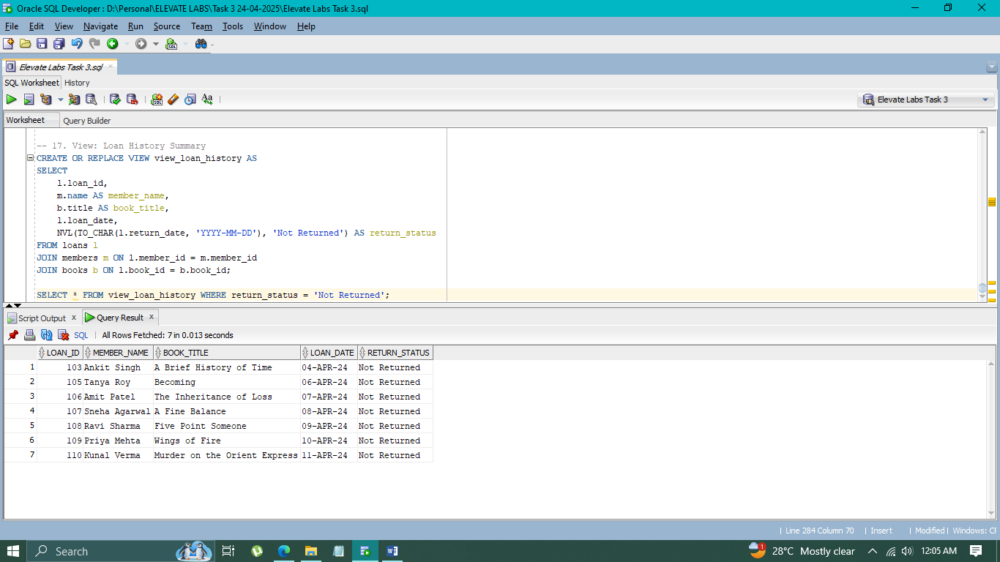 Oracle SQL Developer : D:\Personal\ELEVATE LABS\Task 3 24-04-2025\Elevate Labs Task 3.sql
File Edit View Navigate Run Source Team Tools Window Help
Elevate Labs Task 3.sql
SQL Worksheet History
Elevate Labs Task 3
Worksheet Query Builder
-- 17. View: Loan History Summary
CREATE OR REPLACE VIEW view_loan_history AS
SELECT
    l.loan_id,
    m.name AS member_name,
    b.title AS book_title,
    l.loan_date,
    NVL(TO_CHAR(l.return_date, 'YYYY-MM-DD'), 'Not Returned') AS return_status
FROM loans l
JOIN members m ON l.member_id = m.member_id
JOIN books b ON l.book_id = b.book_id;
SELECT * FROM view_loan_history WHERE return_status = 'Not Returned';
Script Output x Query Result x
SQL | All Rows Fetched: 7 in 0.013 seconds
LOAN_ID MEMBER_NAME BOOK_TITLE LOAN_DATE RETURN_STATUS
1 103 Ankit Singh A Brief History of Time 04-APR-24 Not Returned
2 105 Tanya Roy Becoming 06-APR-24 Not Returned
3 106 Amit Patel The Inheritance of Loss 07-APR-24 Not Returned
4 107 Sneha Agarwal A Fine Balance 08-APR-24 Not Returned
5 108 Ravi Sharma Five Point Someone 09-APR-24 Not Returned
6 109 Priya Mehta Wings of Fire 10-APR-24 Not Returned
7 110 Kunal Verma Murder on the Orient Express 11-APR-24 Not Returned
| Line 284 Column 70 | Insert | Modified | Windows: CF
Search 1 28°C Mostly clear 12:05 AM